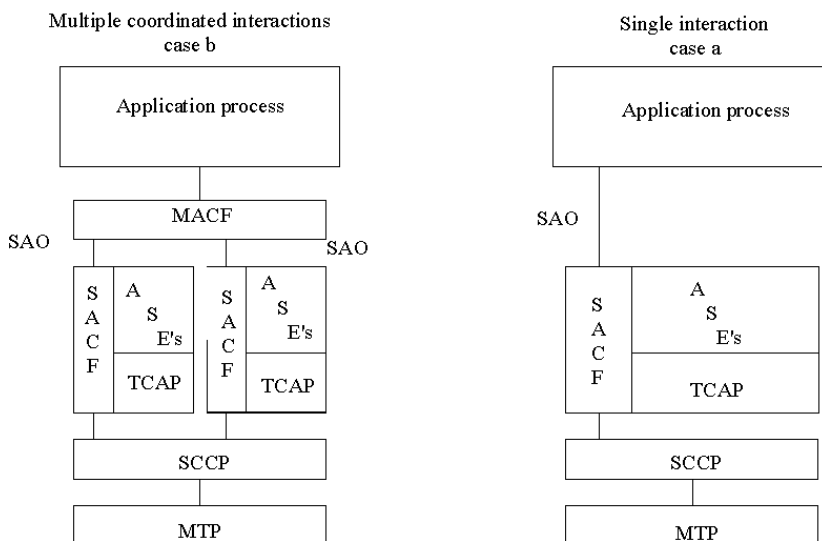 Multiple coordinated interactions
case b
Application process
MACF
SAO
SAO
S
A
C
F
A
S
E's
TCAP
S
A
C
F
A
S
E's
TCAP
SCCP
MTP
Single interaction
case a
Application process
SAO
S
A
C
F
A
S
E's
TCAP
SCCP
MTP